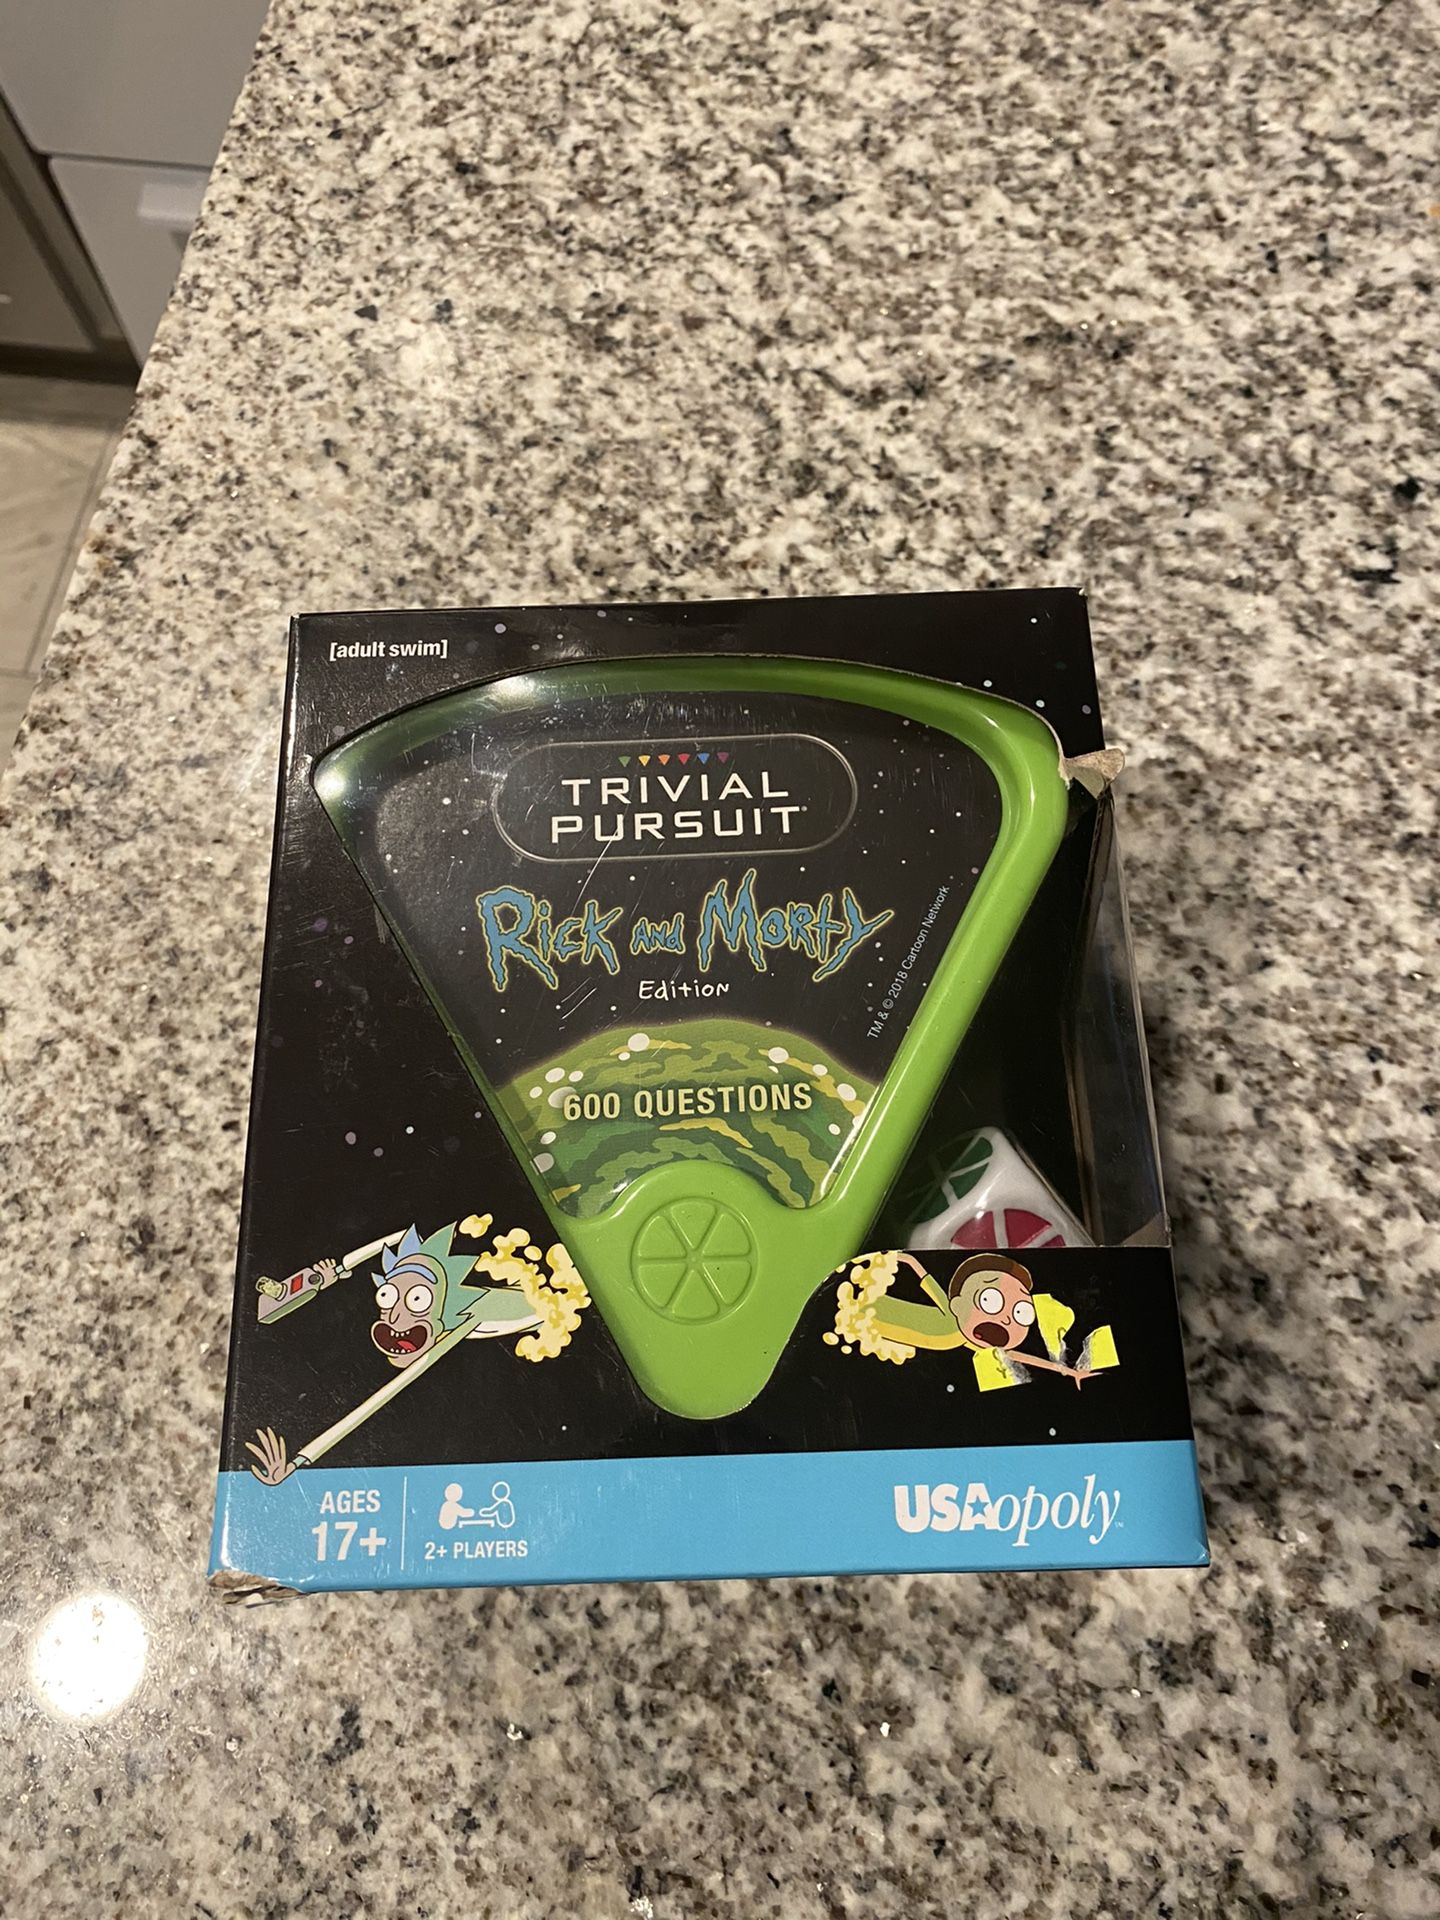 [adult swim]
TRIVIAL
PURSUIT
Rick and Morty
Edition
TM & © 2018 Cartoon Network
600 QUESTIONS
AGES
17+
2+ PLAYERS
USAopoly